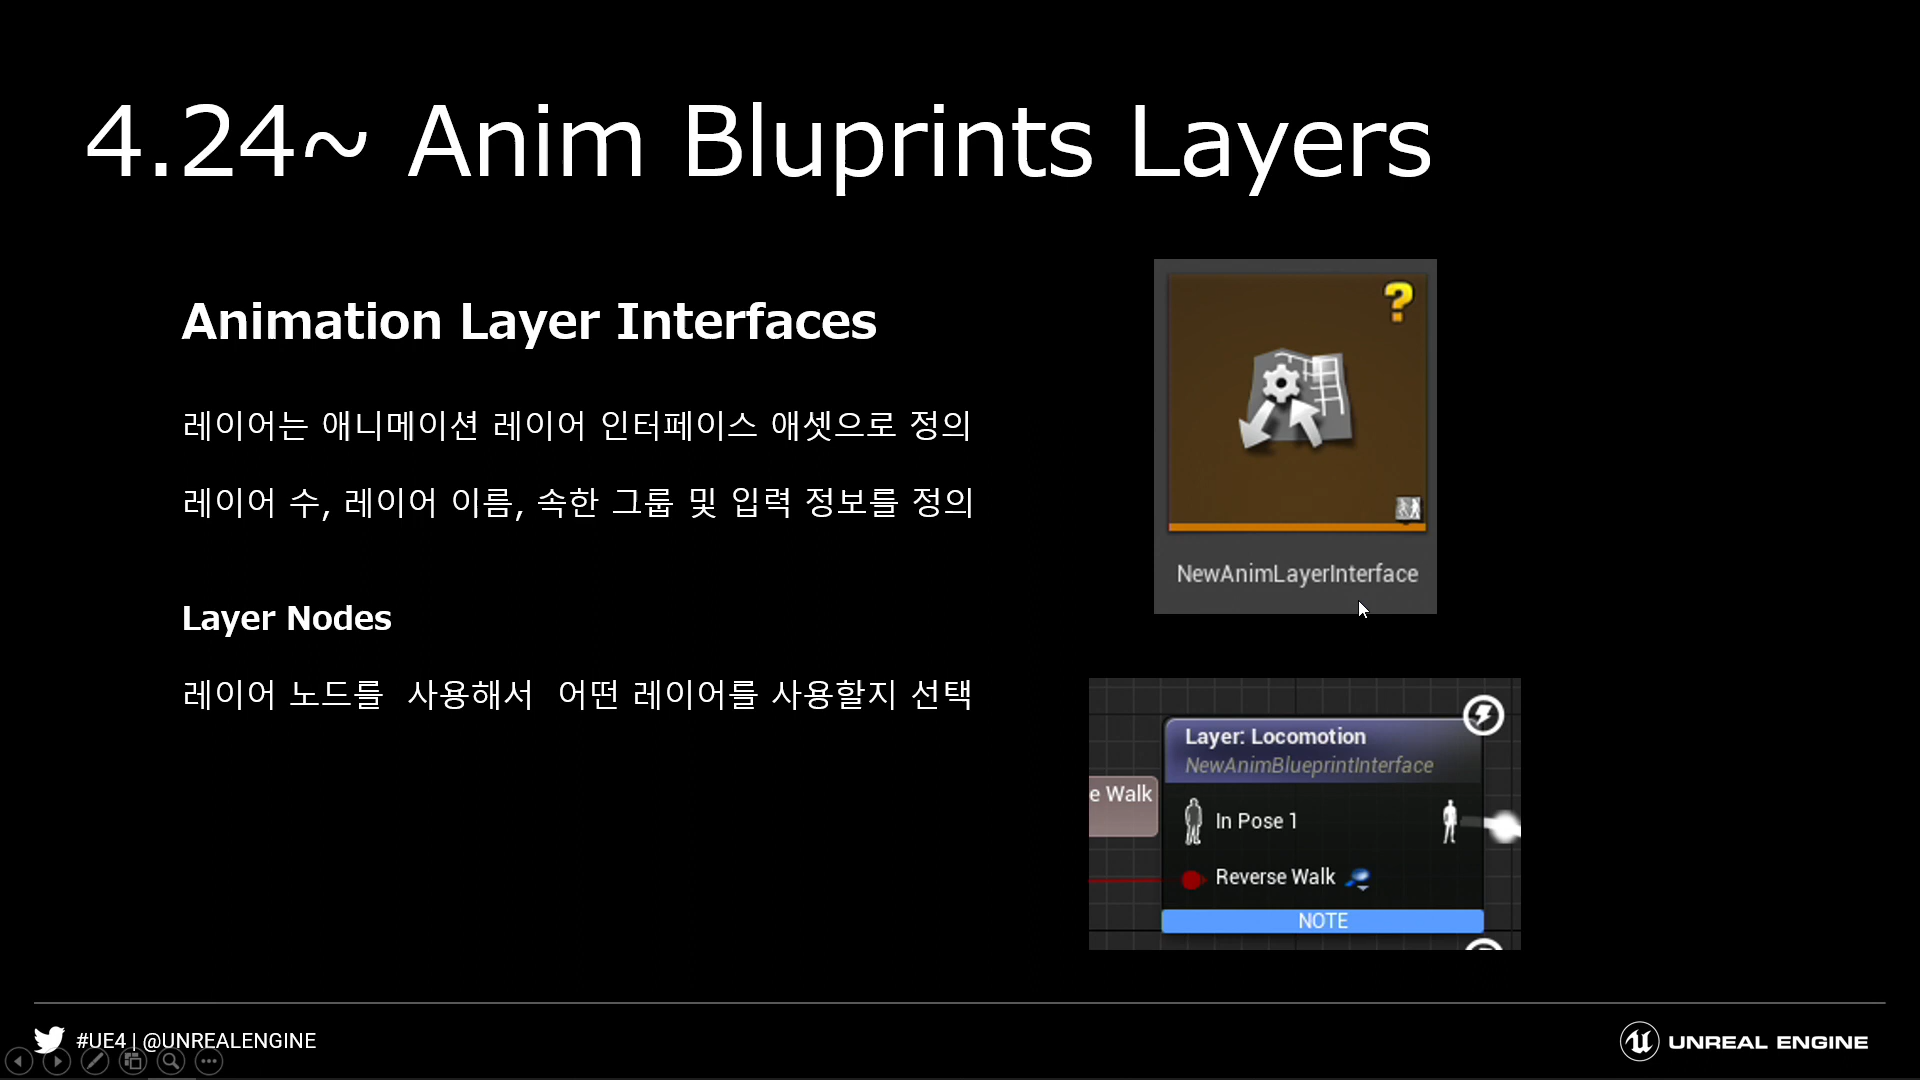 4.24~ Anim Bluprints Layers
Animation Layer Interfaces
레이어는 애니메이션 레이어 인터페이스 애셋으로 정의
레이어 수, 레이어 이름, 속한 그룹 및 입력 정보를 정의
Layer Nodes
레이어 노드를 사용해서 어떤 레이어를 사용할지 선택
?
NewAnimLayerInterface
Layer: Locomotion
NewAnimBlueprintInterface
e Walk
In Pose 1
Reverse Walk
NOTE
#UE4 | @UNREALENGINE
UNREAL ENGINE